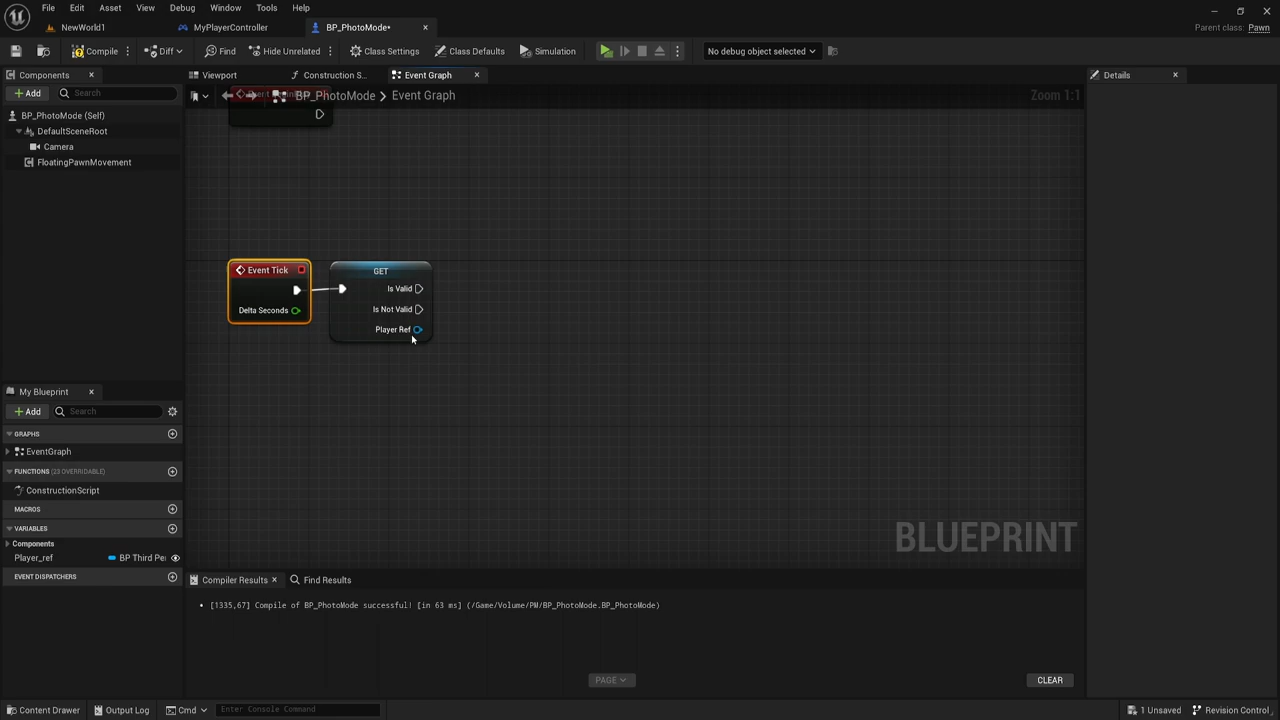 File Edit Asset View Debug Window Tools Help
NewWorld1 MyPlayerController BP_PhotoMode•
Parent class: Pawn
Compile Diff Find Hide Unrelated Class Settings Class Defaults Simulation No debug object selected
Components
Viewport Construction S... Event Graph
Details
Add Search
BP_PhotoMode > Event Graph
Zoom 1:1
BP_PhotoMode (Self)
DefaultSceneRoot
Camera
FloatingPawnMovement
Event Tick
Delta Seconds
GET
Is Valid
Is Not Valid
Player Ref
My Blueprint
Add Search
GRAPHS
EventGraph
FUNCTIONS (23 OVERRIDABLE)
ConstructionScript
MACROS
VARIABLES
Components
Player_ref BP Third Pe
EVENT DISPATCHERS
BLUEPRINT
Compiler Results Find Results
[1335,67] Compile of BP_PhotoMode successful! [in 63 ms] (/Game/Volume/PM/BP_PhotoMode.BP_PhotoMode)
PAGE
CLEAR
Content Drawer Output Log Cmd Enter Console Command
1 Unsaved Revision Control